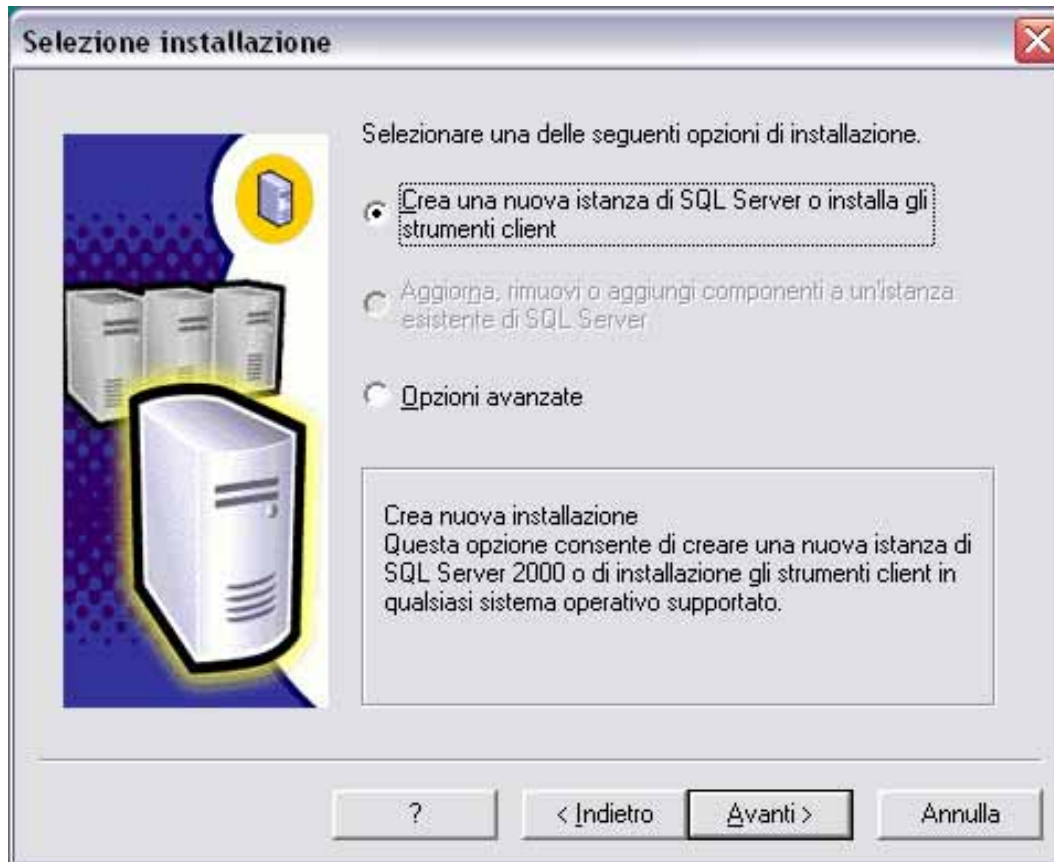 Selezione installazione
Selezionare una delle seguenti opzioni di installazione.
Crea una nuova istanza di SQL Server o installa gli
strumenti client
Aggiorna, rimuovi o aggiungi componenti a un'istanza
esistente di SQL Server
Opzioni avanzate
Crea nuova installazione
Questa opzione consente di creare una nuova istanza di
SQL Server 2000 o di installazione gli strumenti client in
qualsiasi sistema operativo supportato.
?
< Indietro
Avanti >
Annulla